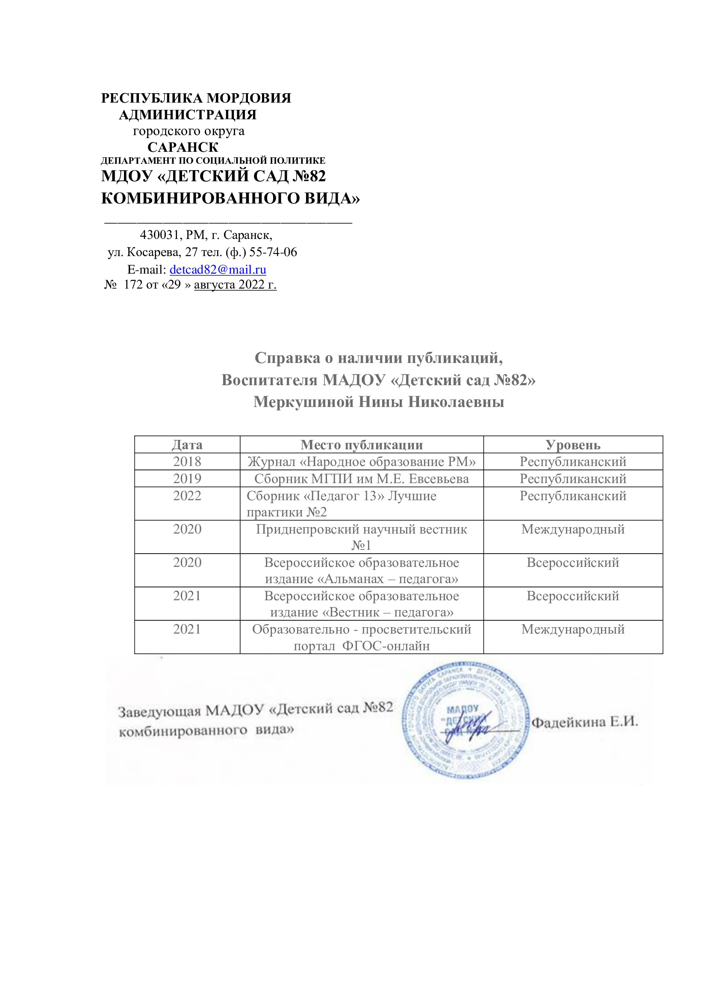 РЕСПУБЛИКА МОРДОВИЯ
АДМИНИСТРАЦИЯ
городского округа
САРАНСК
ДЕПАРТАМЕНТ ПО СОЦИАЛЬНОЙ ПОЛИТИКЕ
МДОУ «ДЕТСКИЙ САД №82
КОМБИНИРОВАННОГО ВИДА»
430031, РМ, г. Саранск,
ул. Косарева, 27 тел. (ф.) 55-74-06
E-mail: detcad82@mail.ru
№ 172 от «29 » августа 2022 г.
Справка о наличии публикаций,
Воспитателя МАДОУ «Детский сад №82»
Меркушиной Нины Николаевны
Дата Место публикации Уровень
2018 Журнал «Народное образование РМ» Республиканский
2019 Сборник МГПИ им М.Е. Евсевьева Республиканский
2022 Сборник «Педагог 13» Лучшие Республиканский
практики №2
2020 Приднепровский научный вестник Международный
№1
2020 Всероссийское образовательное Всероссийский
издание «Альманах – педагога»
2021 Всероссийское образовательное Всероссийский
издание «Вестник – педагога»
2021 Образовательно - просветительский Международный
портал ФГОС-онлайн
Заведующая МАДОУ «Детский сад №82
комбинированного вида»
МАДОУ
"ДЕТСКИЙ
САД
Фадейкина Е.И.